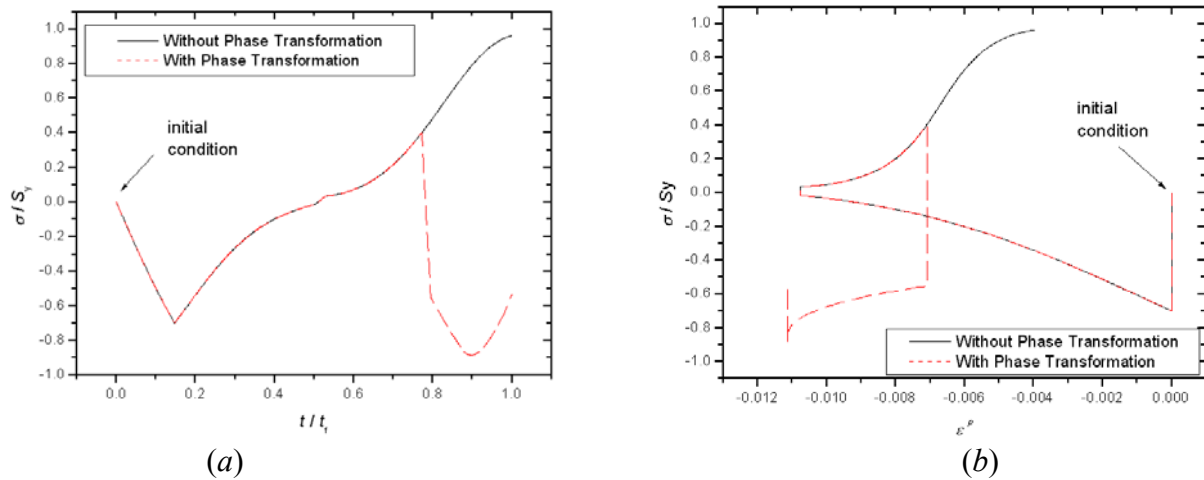 1.0
0.8
0.6
0.4
0.2
0.0
-0.2
-0.4
-0.6
-0.8
-1.0
σ / S_y
Without Phase Transformation
With Phase Transformation
initial
condition
0.0 0.2 0.4 0.6 0.8 1.0
t / t_f
(a)
1.0
0.8
0.6
0.4
0.2
0.0
-0.2
-0.4
-0.6
-0.8
-1.0
σ / Sy
initial
condition
Without Phase Transformation
With Phase Transformation
-0.012 -0.010 -0.008 -0.006 -0.004 -0.002 0.000
ε^p
(b)